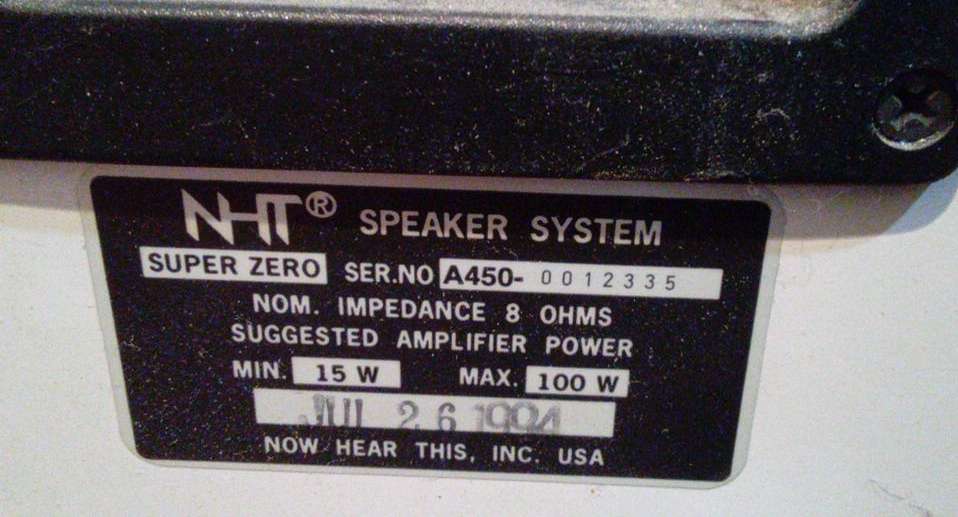 NHT® SPEAKER SYSTEM
SUPER ZERO SER.NO A450- 0012335
NOM. IMPEDANCE 8 OHMS
SUGGESTED AMPLIFIER POWER
MIN. 15 W MAX. 100 W
JUL 26 1994
NOW HEAR THIS, INC. USA